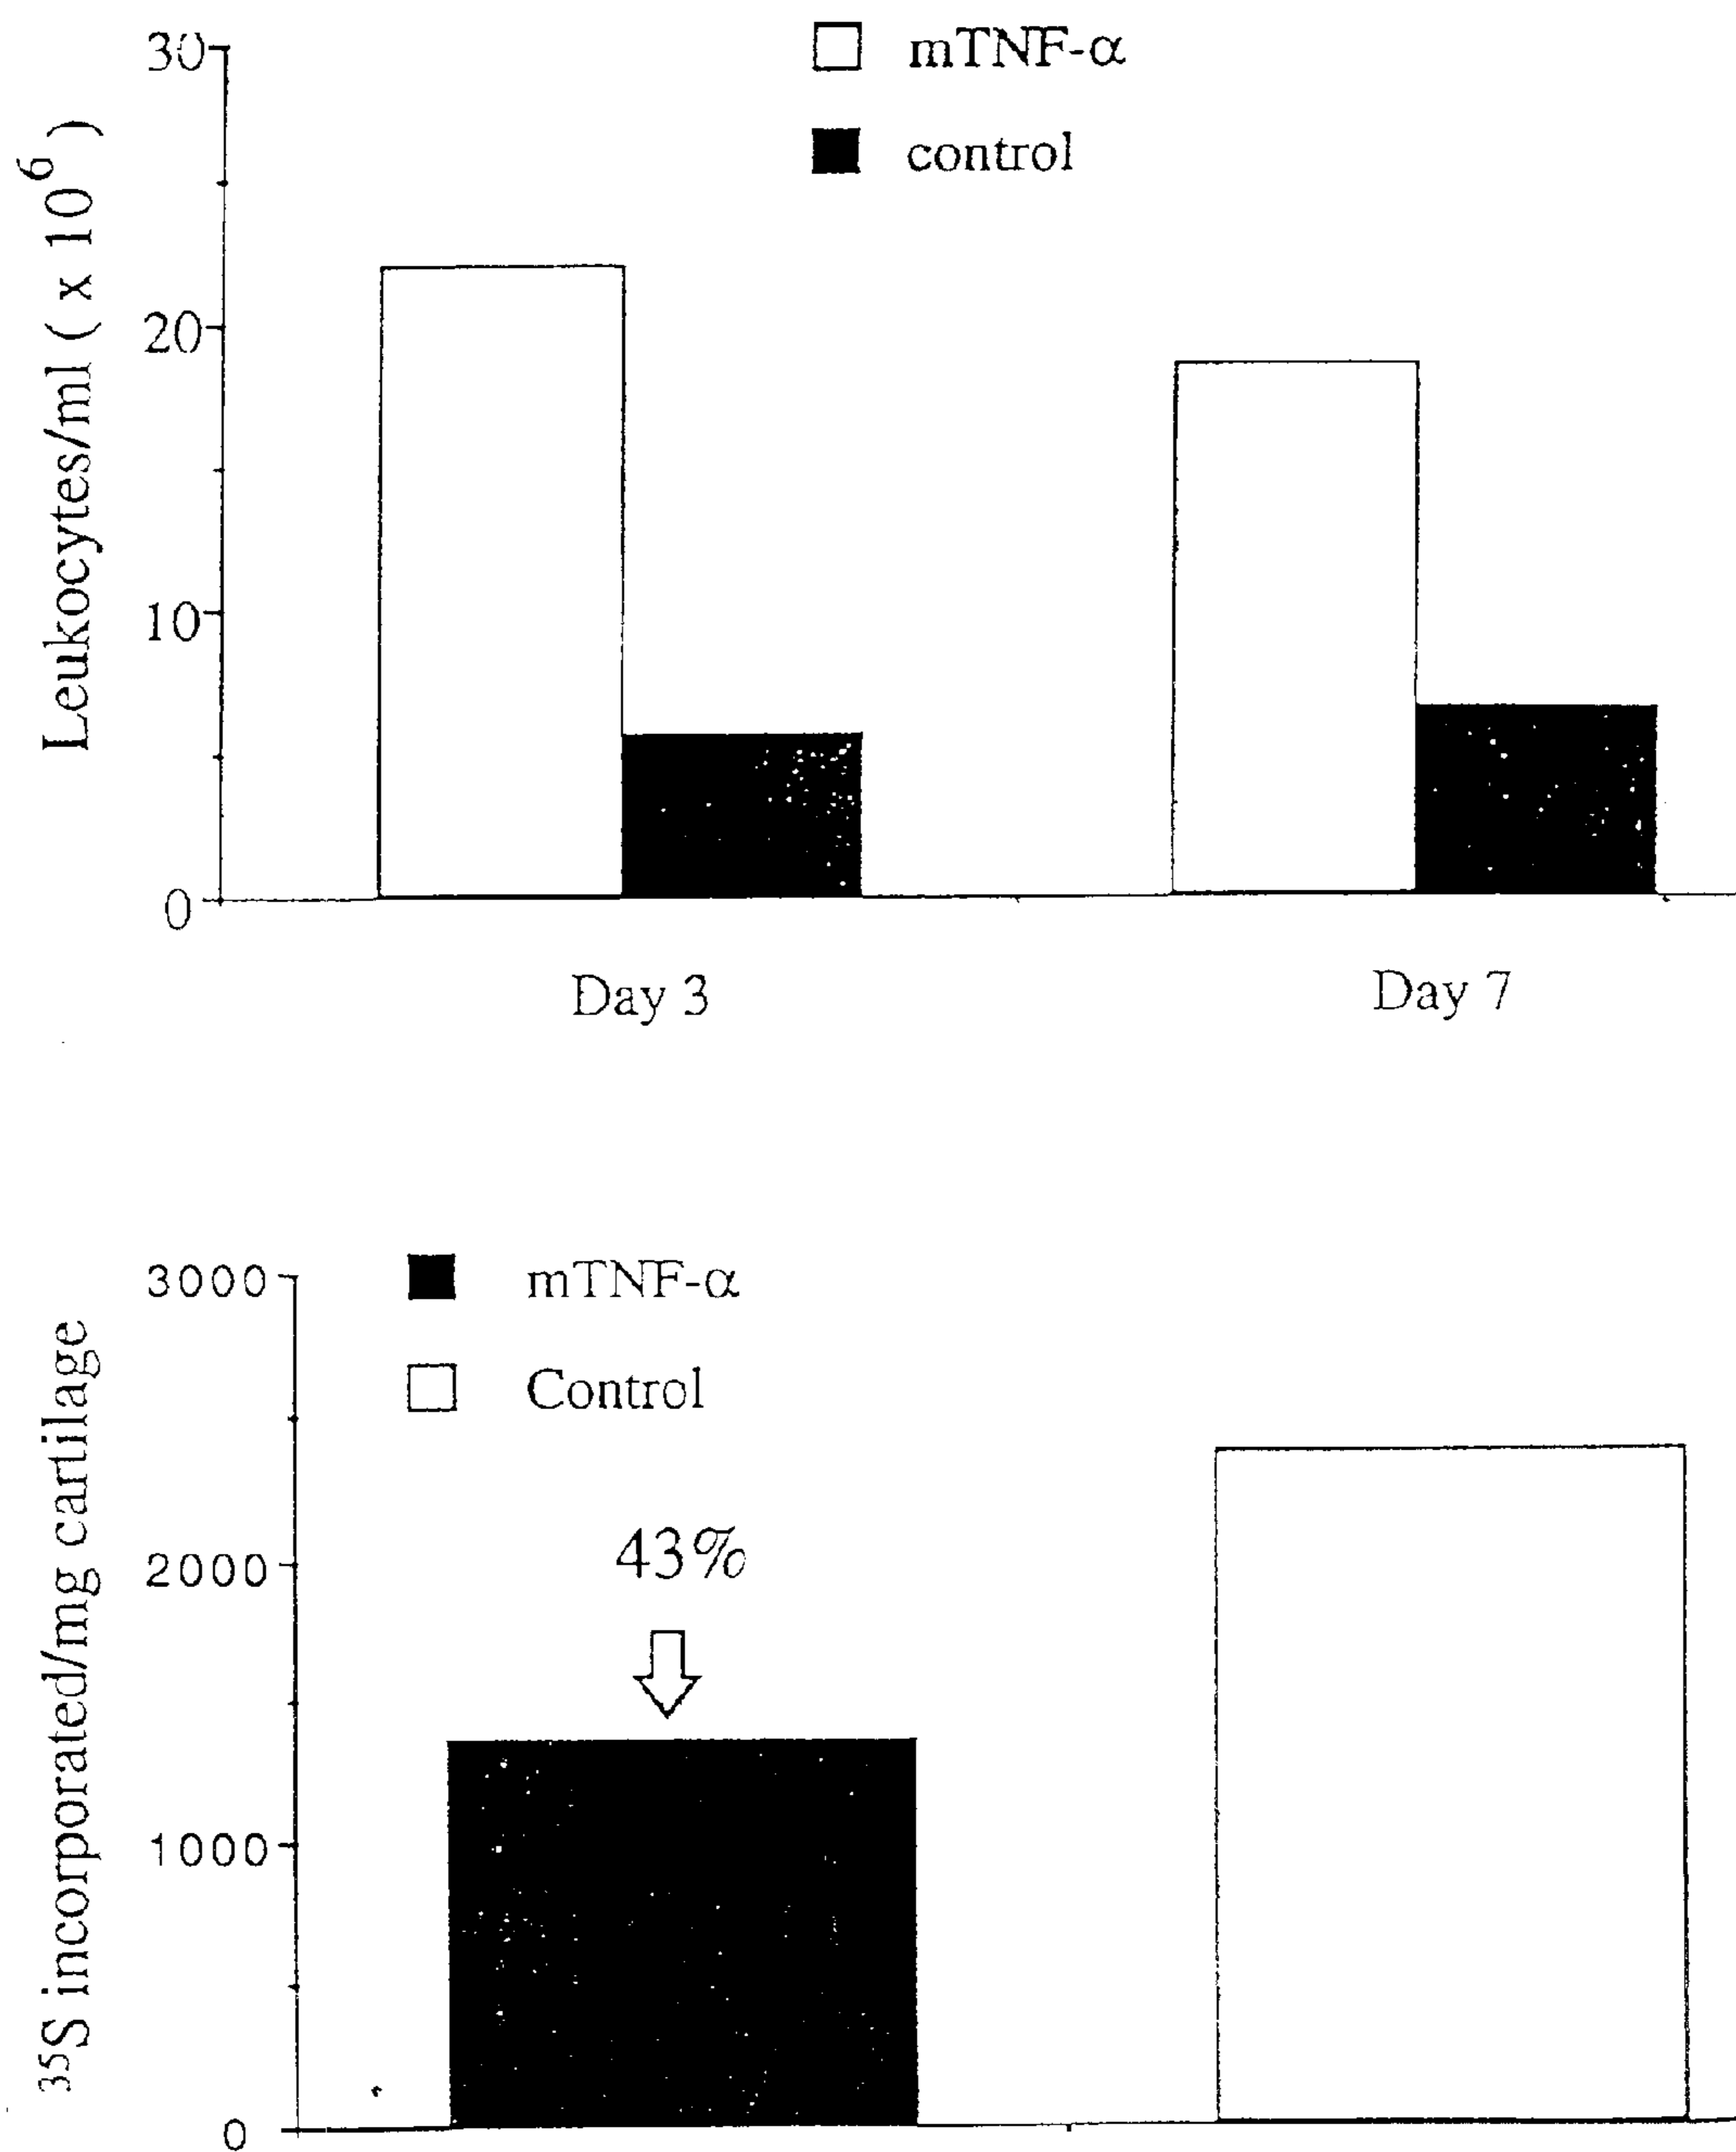 mTNF-α
control
Leukocytes/ml ( x 10⁶ )
30
20
10
0
Day 3
Day 7
mTNF-α
Control
³⁵S incorporated/mg cartilage
3000
2000
1000
0
43%